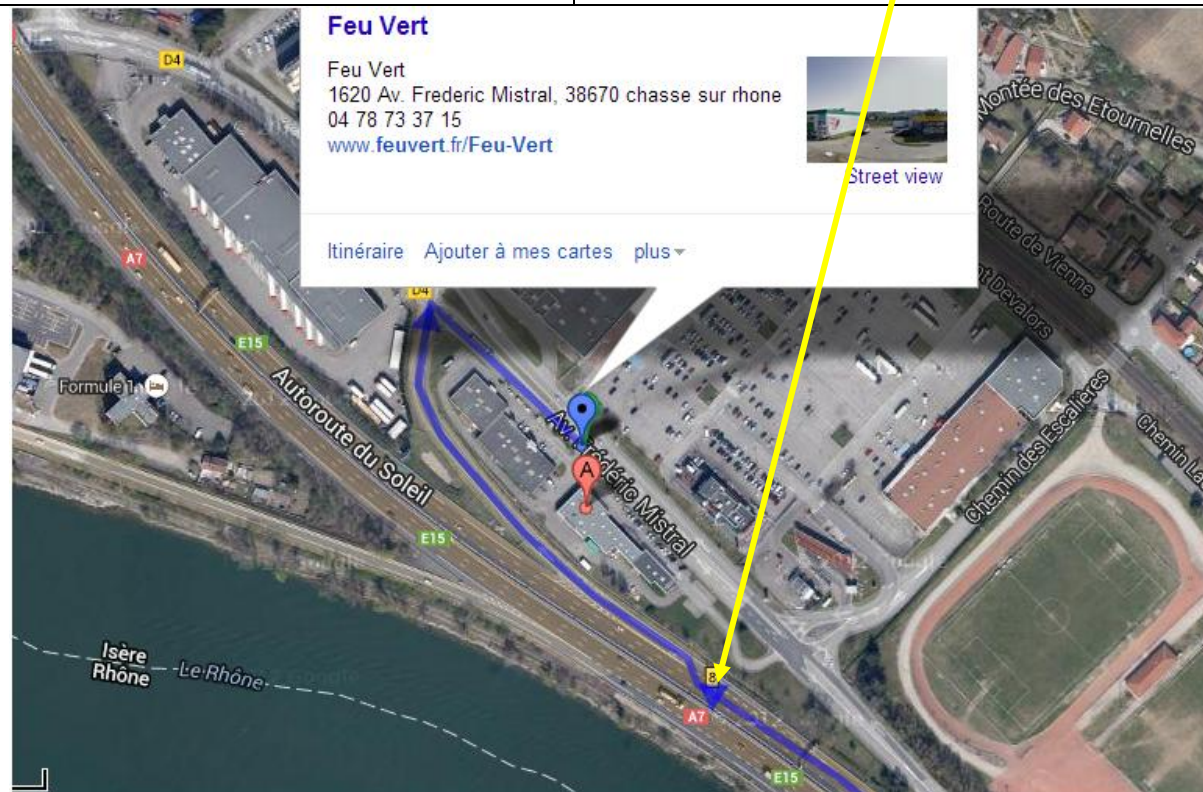 Feu Vert
Feu Vert
1620 Av. Frederic Mistral, 38670 chasse sur rhone
04 78 73 37 15
www.feuvert.fr/Feu-Vert
Street view
Itinéraire Ajouter à mes cartes plus
D4
Montée des Etournelles
Route de Vienne
A7
D4
E15
Formule 1
Autoroute du Soleil
A
Av. Frédéric Mistral
Chemin des Escalières
Chemin
E15
Isère
Rhône
Le Rhône
8
A7
E15